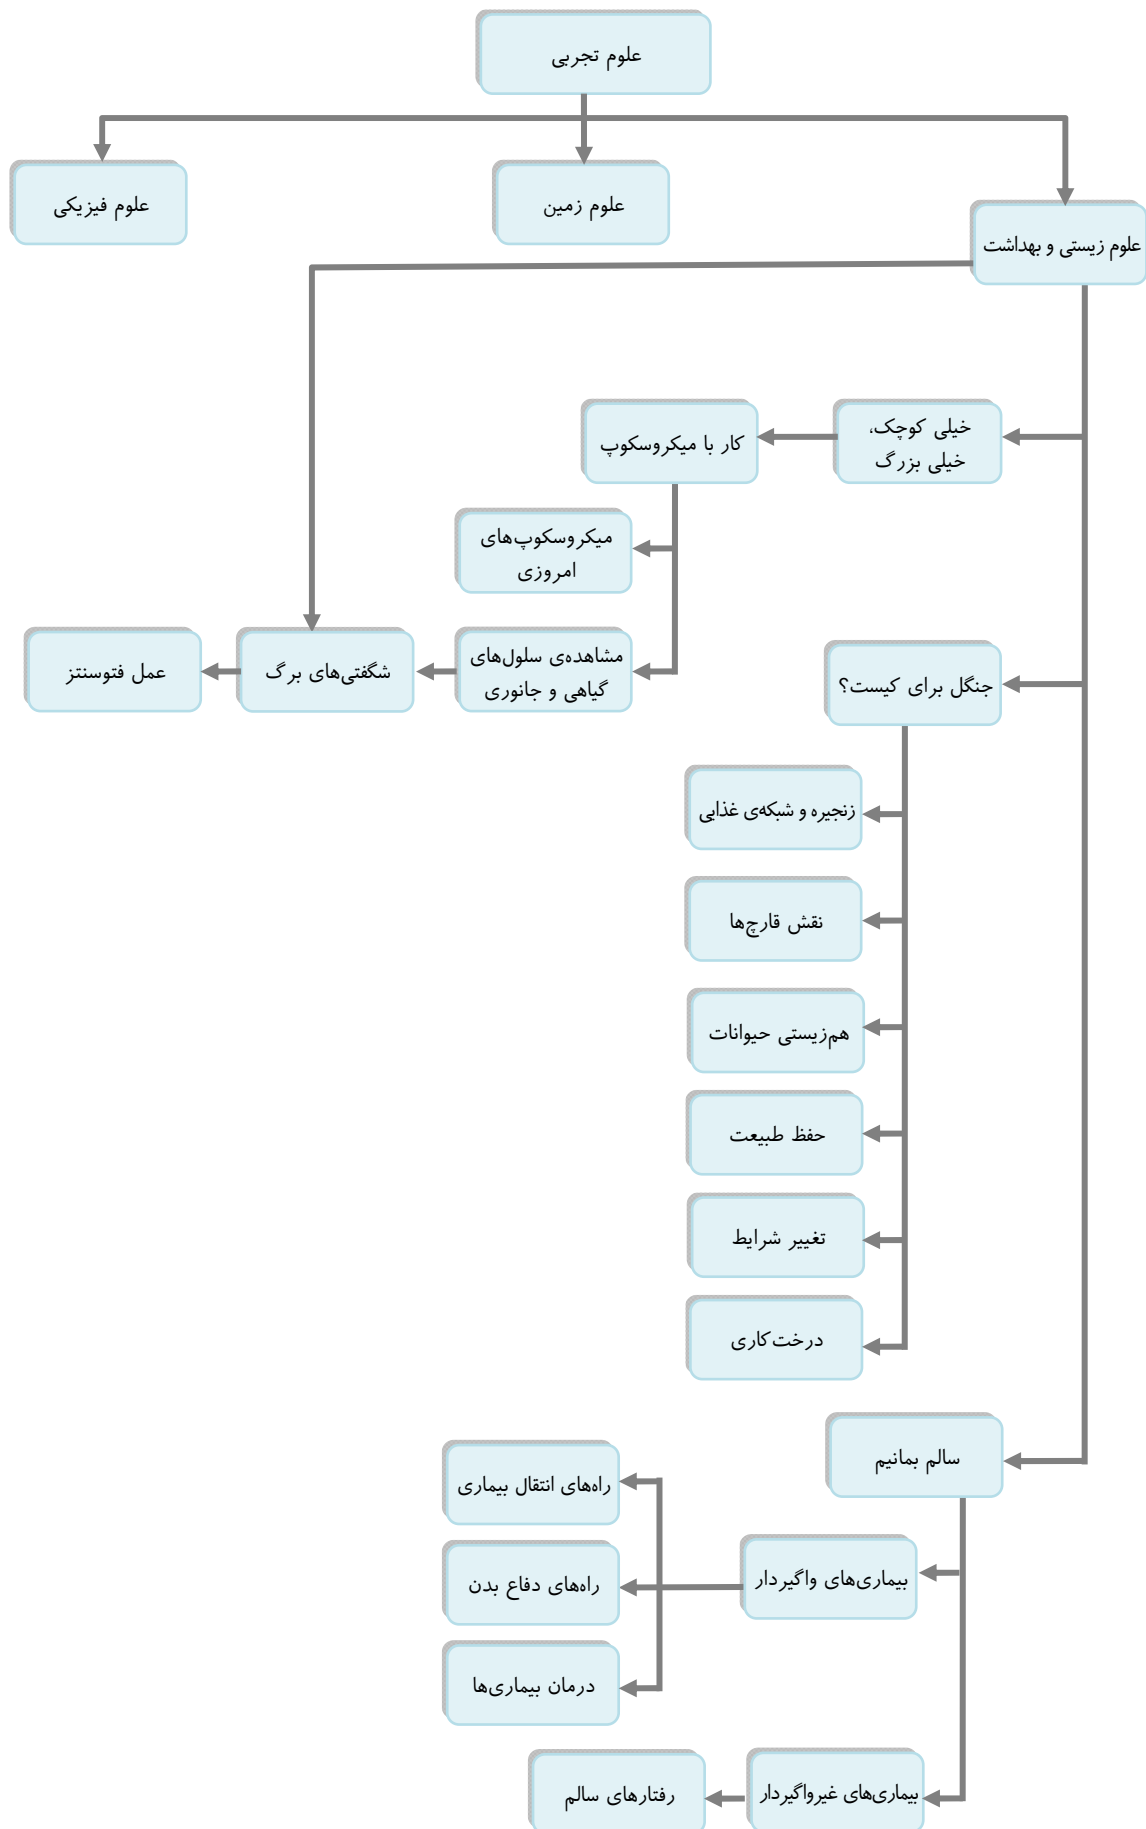 علوم تجربی
علوم زیستی و بهداشت
علوم زمین
علوم فیزیکی
خیلی کوچک،
خیلی بزرگ
کار با میکروسکوپ
میکروسکوپ‌های
امروزی
مشاهده‌ی سلول‌های
گیاهی و جانوری
شگفتی‌های برگ
عمل فتوسنتز
جنگل برای کیست؟
زنجیره و شبکه‌ی غذایی
نقش قارچ‌ها
هم‌زیستی حیوانات
حفظ طبیعت
تغییر شرایط
درخت‌کاری
سالم بمانیم
بیماری‌های واگیردار
راه‌های انتقال بیماری
راه‌های دفاع بدن
درمان بیماری‌ها
بیماری‌های غیرواگیردار
رفتارهای سالم